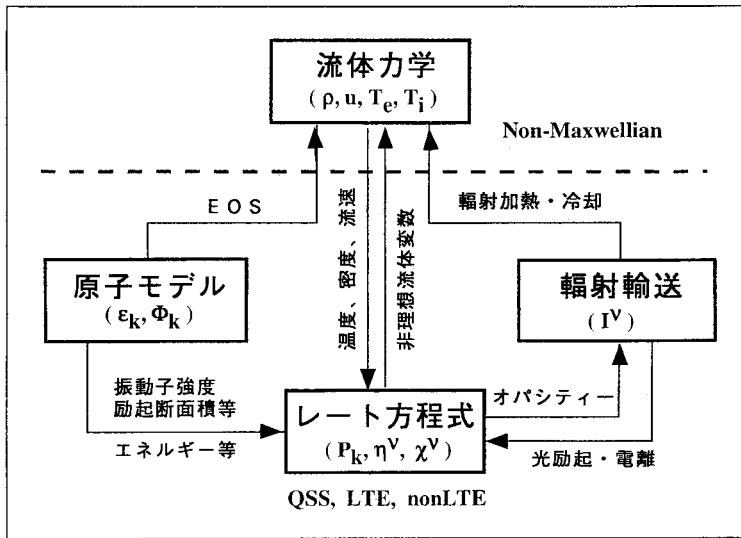 流体力学
( ρ, u, Te, Ti )
Non-Maxwellian
EOS
温度、密度、流速
非理想流体変数
輻射加熱・冷却
原子モデル
( εk, Φk )
輻射輸送
( Iν )
振動子強度
励起断面積等
エネルギー等
レート方程式
( Pk, ην, χν )
オパシティー
光励起・電離
QSS, LTE, nonLTE